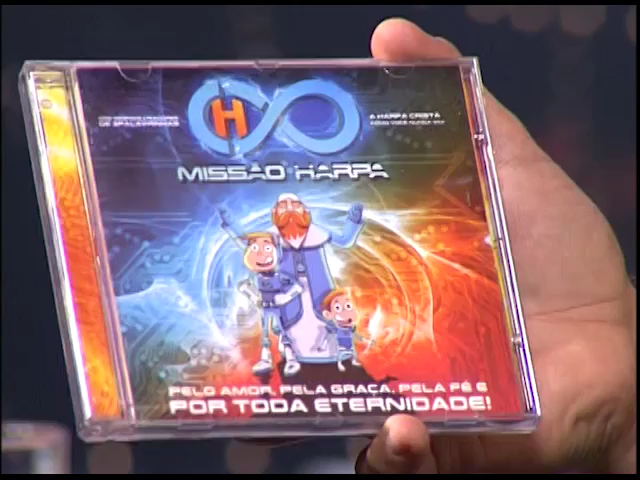 H
A HARPA CRISTÃ
MISSÃO HARPA
PELO AMOR, PELA GRAÇA, PELA FÉ E
POR TODA ETERNIDADE!